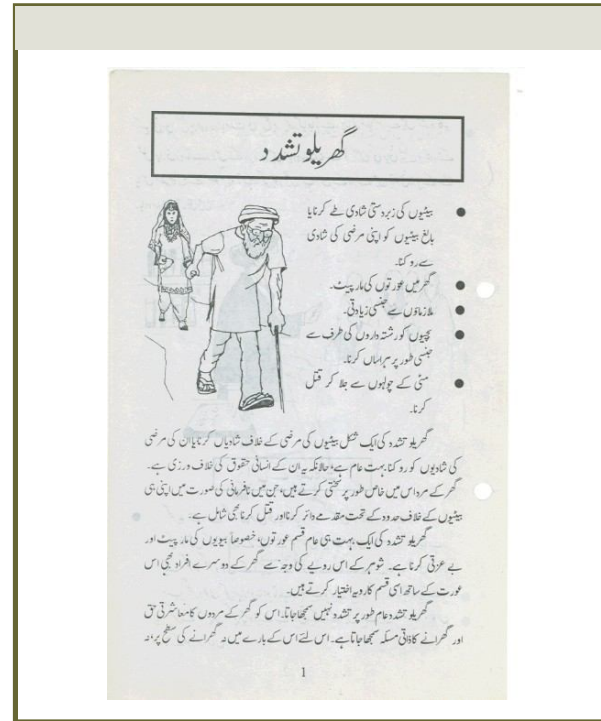 گھریلو تشدد
● بیٹیوں کی زبردستی شادی طے کرنا یا
بالغ بیٹیوں کو اپنی مرضی کی شادی
سے روکنا۔
● گھر میں عورتوں کی مار پیٹ۔
● ملازماؤں سے جنسی زیادتی۔
● بچیوں کو رشتہ داروں کی طرف سے
جنسی طور پر ہراساں کرنا۔
● مٹی کے چولہوں سے جلا کر قتل
کرنا۔
گھریلو تشدد کی ایک شکل بیٹیوں کی مرضی کے خلاف شادیاں کرنا یا ان کی مرضی
کی شادیوں کو روکنا بہت عام ہے، حالانکہ یہ ان کے انسانی حقوق کی خلاف ورزی ہے۔
گھر کے مرد اس میں خاص طور پر سختی کرتے ہیں، جن میں نافرمانی کی صورت میں اپنی ہی
بیٹیوں کے خلاف حدود کے تحت مقدمے دائر کرنا اور قتل کرنا بھی شامل ہے۔
گھریلو تشدد کی ایک بہت ہی عام قسم عورتوں، خصوصاً بیویوں کی مار پیٹ اور
بے عزتی کرنا ہے۔ شوہر کے اس رویے کی وجہ سے گھر کے دوسرے افراد بھی اس
عورت کے ساتھ اسی قسم کا رویہ اختیار کرتے ہیں۔
گھریلو تشدد عام طور پر تشدد نہیں سمجھا جاتا۔ اس کو گھر کے مردوں کا معاشرتی حق
اور گھرانے کا ذاتی مسئلہ سمجھا جاتا ہے۔ اس لئے اس کے بارے میں نہ گھرانے کی سطح پر، نہ
1